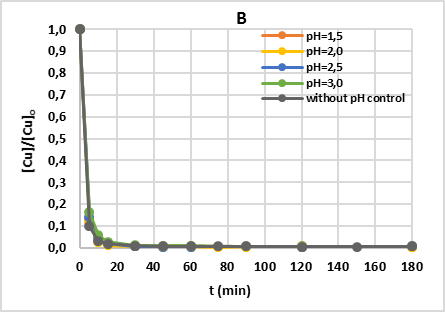 B
1,0
0,9
0,8
0,7
0,6
0,5
0,4
0,3
0,2
0,1
0,0
[Cu]/[Cu]₀
pH=1,5
pH=2,0
pH=2,5
pH=3,0
without pH control
0 20 40 60 80 100 120 140 160 180
t (min)